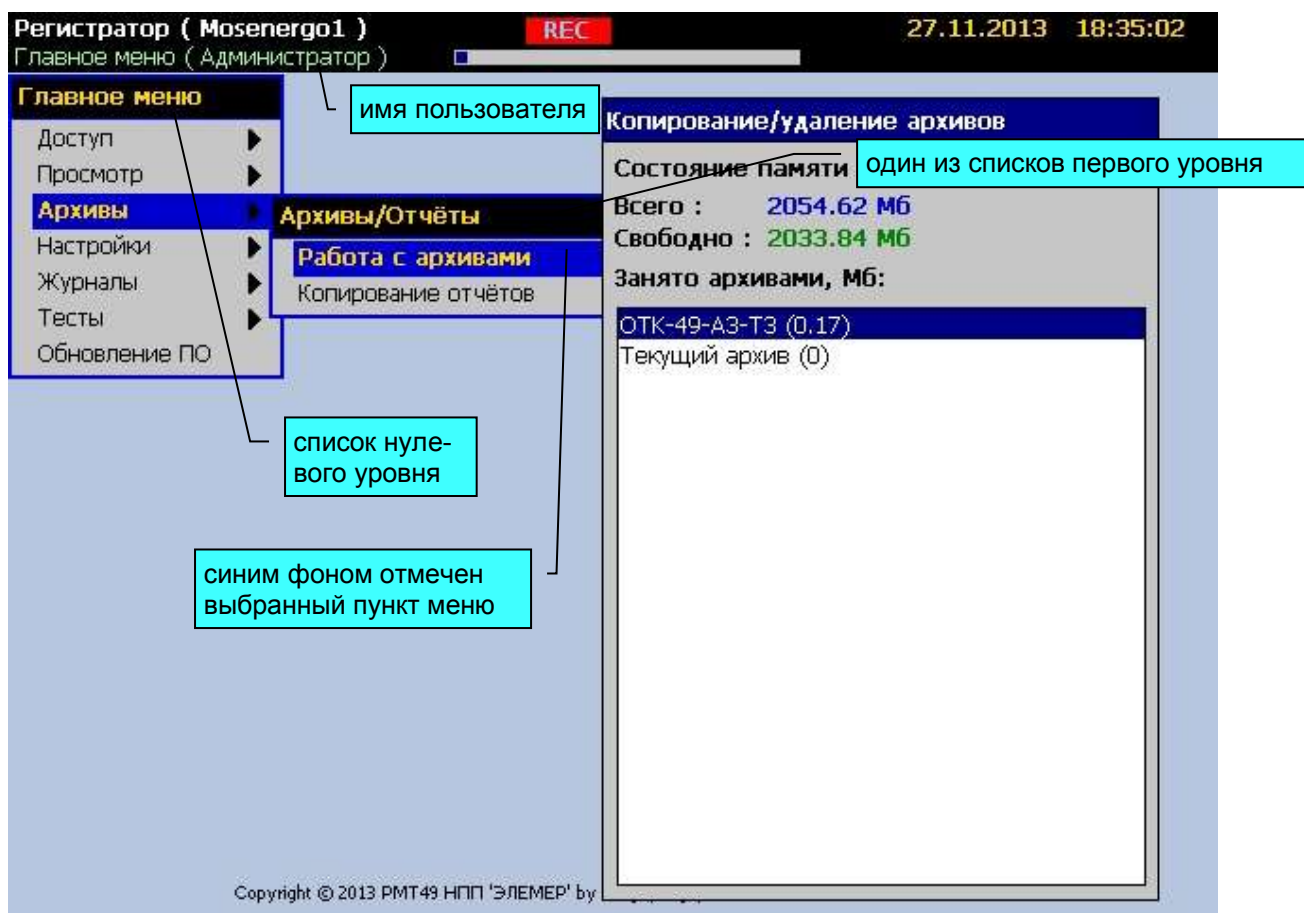 Регистратор ( Mosenergo1 )
REC
27.11.2013 18:35:02
Главное меню ( Администратор )
имя пользователя
Главное меню
Доступ
Просмотр
Архивы
Настройки
Журналы
Тесты
Обновление ПО
Архивы/Отчёты
Работа с архивами
Копирование отчётов
Копирование/удаление архивов
Состояние памяти
один из списков первого уровня
Всего : 2054.62 Мб
Свободно : 2033.84 Мб
Занято архивами, Мб:
ОТК-49-А3-Т3 (0.17)
Текущий архив (0)
список нуле-
вого уровня
синим фоном отмечен
выбранный пункт меню
Copyright © 2013 РМТ49 НПП 'ЭЛЕМЕР' by